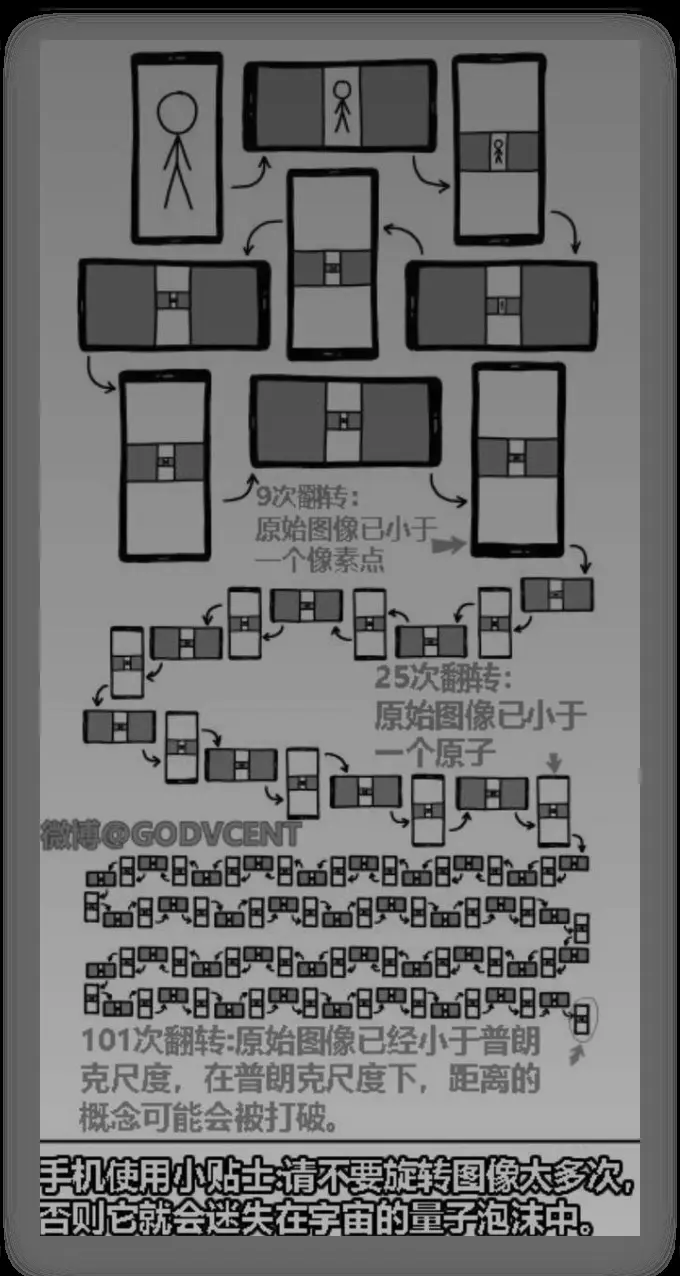 9次翻转：
原始图像已小于
一个像素点
25次翻转：
原始图像已小于
一个原子
微博@GODVCENT
101次翻转:原始图像已经小于普朗
克尺度，在普朗克尺度下，距离的
概念可能会被打破。
手机使用小贴士:请不要旋转图像太多次，
否则它就会迷失在宇宙的量子泡沫中。